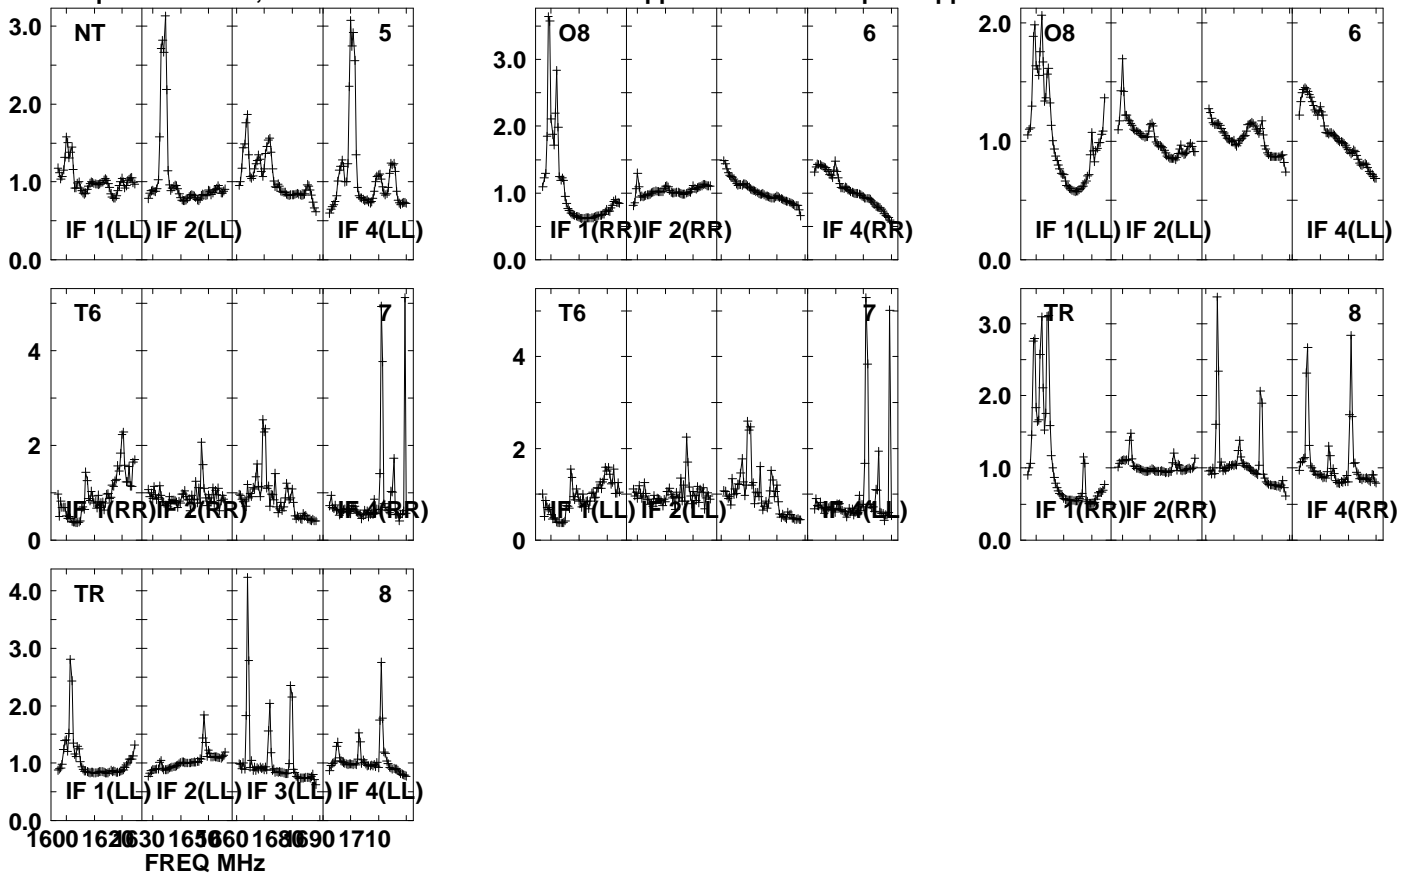 NT 5
3.0
2.0
1.0
0.0
IF 1(LL) IF 2(LL) IF 4(LL)
O8 6
3.0
2.0
1.0
0.0
IF 1(RR) IF 2(RR) IF 4(RR)
O8 6
2.0
1.0
0.0
IF 1(LL) IF 2(LL) IF 4(LL)
T6 7
4
2
0
IF 1(RR) IF 2(RR) IF 4(RR)
T6 7
4
2
0
IF 1(LL) IF 2(LL) IF 4(LL)
TR 8
3.0
2.0
1.0
0.0
IF 1(RR) IF 2(RR) IF 4(RR)
TR 8
4.0
3.0
2.0
1.0
0.0
IF 1(LL) IF 2(LL) IF 3(LL) IF 4(LL)
1600 1620 1630 1650 1660 1680 1690 1710
FREQ MHz